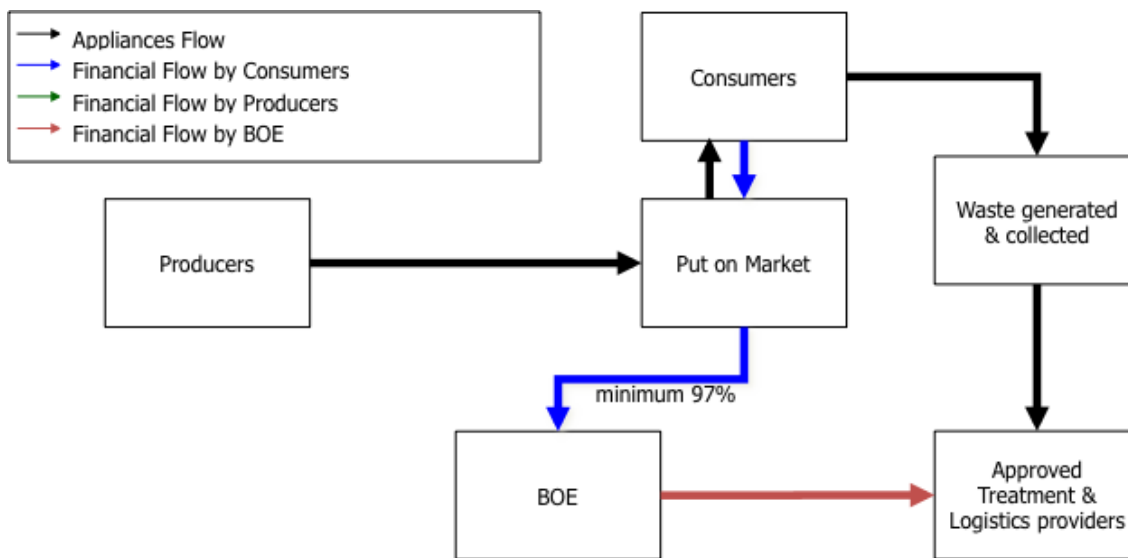 Appliances Flow
Financial Flow by Consumers
Financial Flow by Producers
Financial Flow by BOE
Consumers
Waste generated
& collected
Producers
Put on Market
minimum 97%
BOE
Approved
Treatment &
Logistics providers